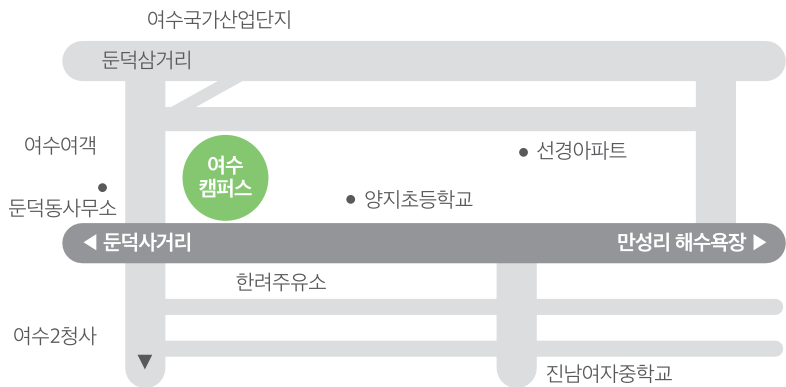 여수국가산업단지
둔덕삼거리
여수여객
여수
캠퍼스
선경아파트
둔덕동사무소
양지초등학교
◀ 둔덕사거리
만성리 해수욕장 ▶
한려주유소
여수2청사
▼
진남여자중학교